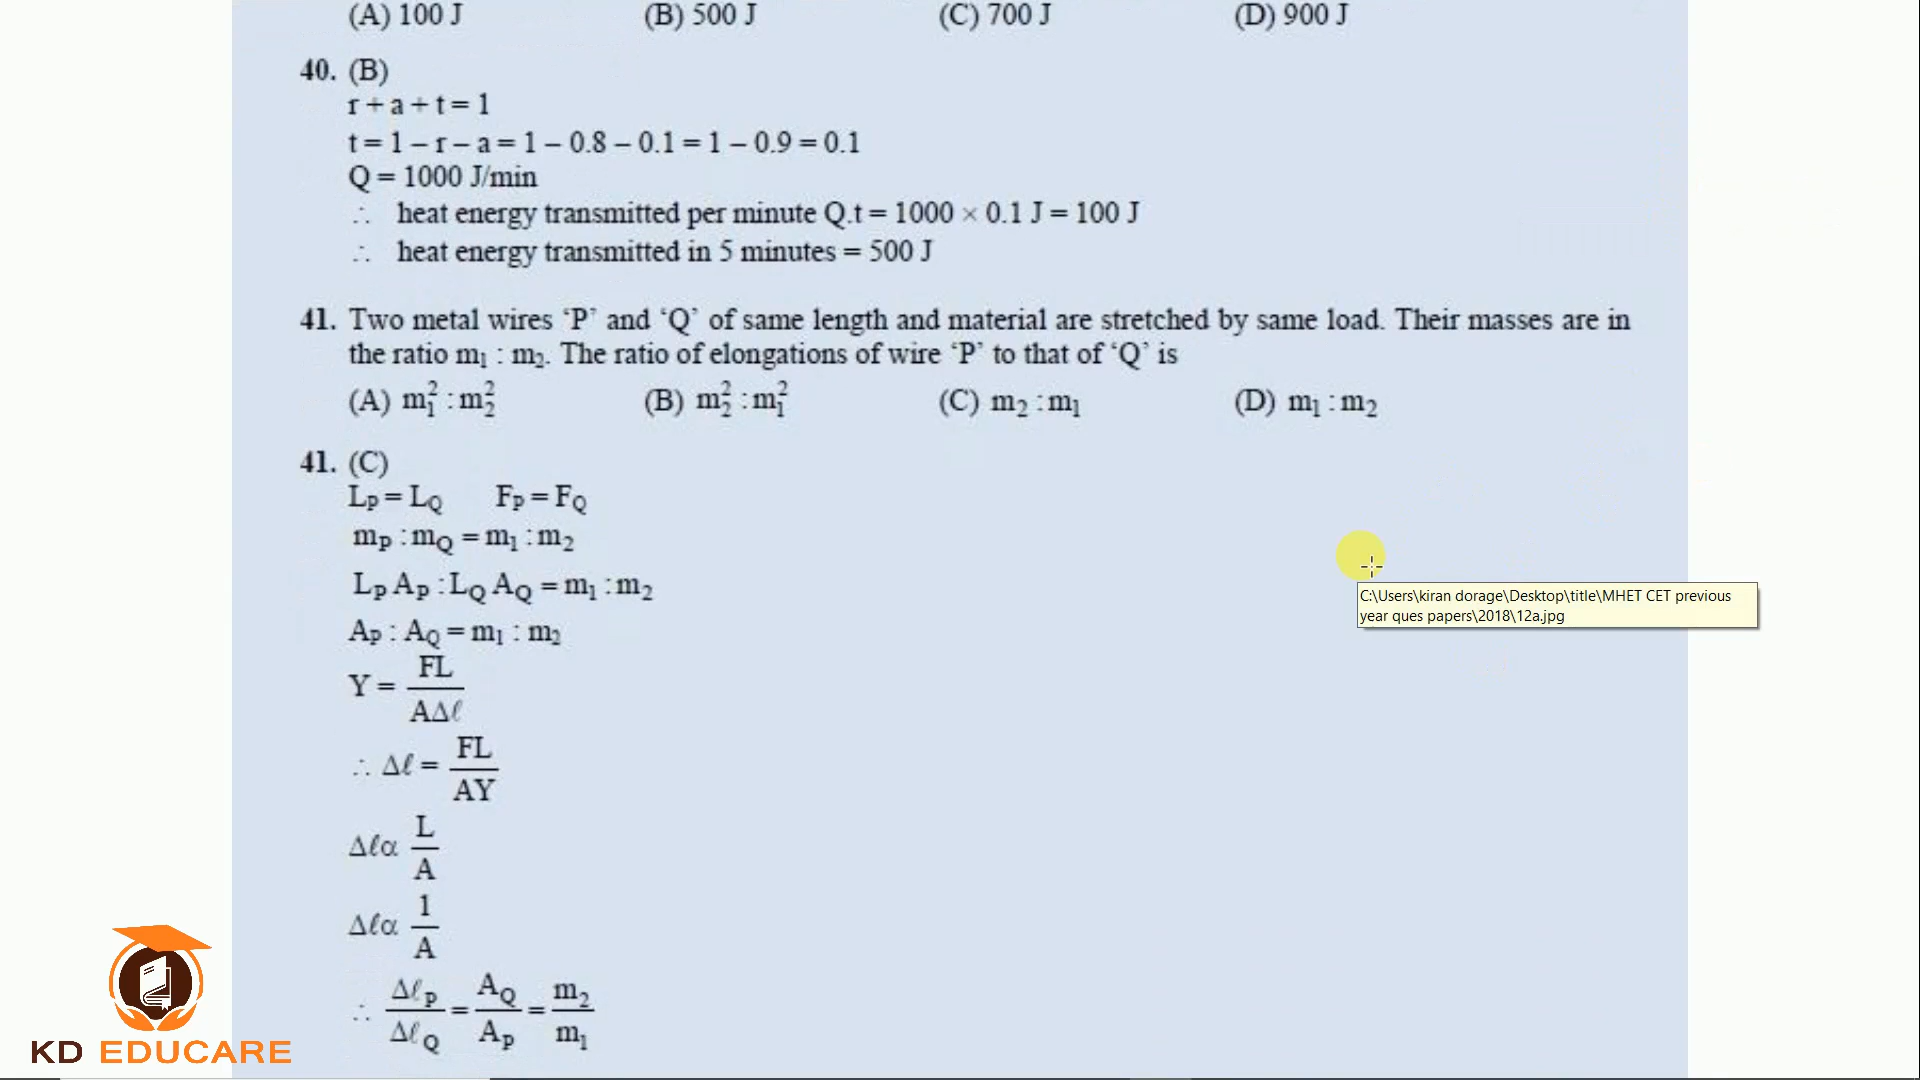 (A) 100 J (B) 500 J (C) 700 J (D) 900 J
40. (B)
r + a + t = 1
t = 1 – r – a = 1 – 0.8 – 0.1 = 1 – 0.9 = 0.1
Q = 1000 J/min
∴ heat energy transmitted per minute Q.t = 1000 × 0.1 J = 100 J
∴ heat energy transmitted in 5 minutes = 500 J
41. Two metal wires ‘P’ and ‘Q’ of same length and material are stretched by same load. Their masses are in
the ratio m₁ : m₂. The ratio of elongations of wire ‘P’ to that of ‘Q’ is
(A) m₁² : m₂² (B) m₂² : m₁² (C) m₂ : m₁ (D) m₁ : m₂
41. (C)
L_P = L_Q F_P = F_Q
m_P : m_Q = m₁ : m₂
L_P A_P : L_Q A_Q = m₁ : m₂
A_P : A_Q = m₁ : m₂
Y = FL / AΔℓ
∴ Δℓ = FL / AY
Δℓ α L / A
Δℓ α 1 / A
∴ Δℓ_P / Δℓ_Q = A_Q / A_P = m₂ / m₁
C:\Users\kiran dorage\Desktop\title\MHET CET previous
year ques papers\2018\12a.jpg
KD EDUCARE